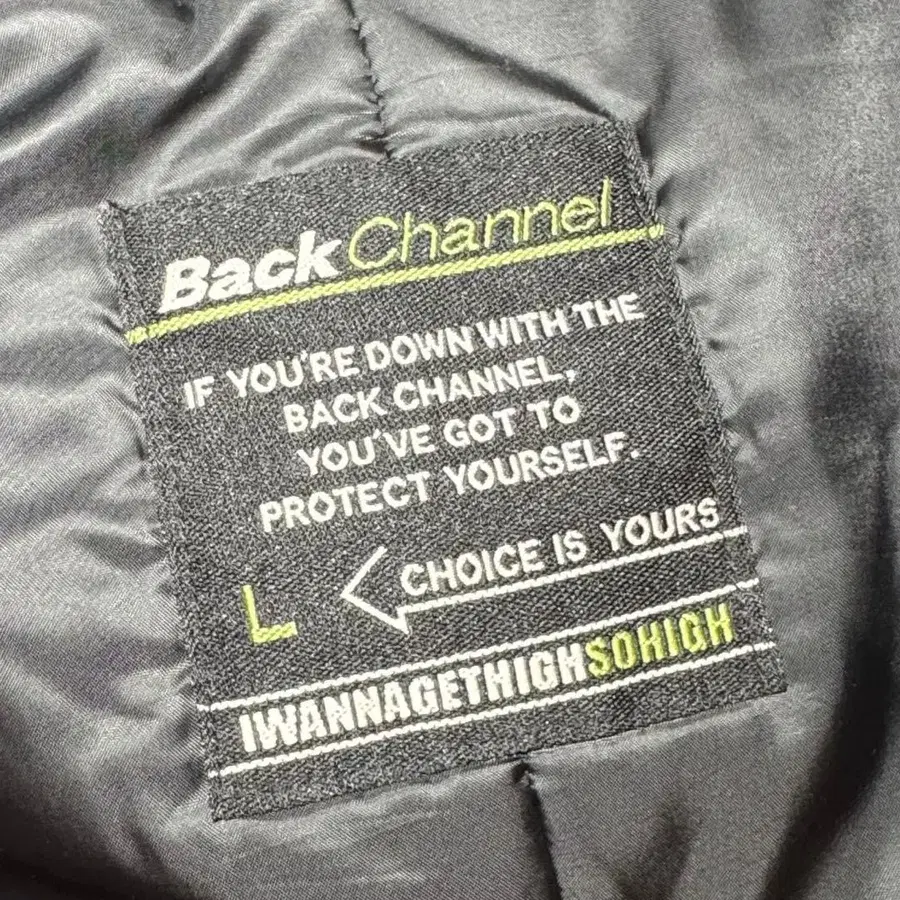 Back Channel
IF YOU'RE DOWN WITH THE
BACK CHANNEL,
YOU'VE GOT TO
PROTECT YOURSELF.
L
CHOICE IS YOURS
IWANNAGETHIGHSOHIGH